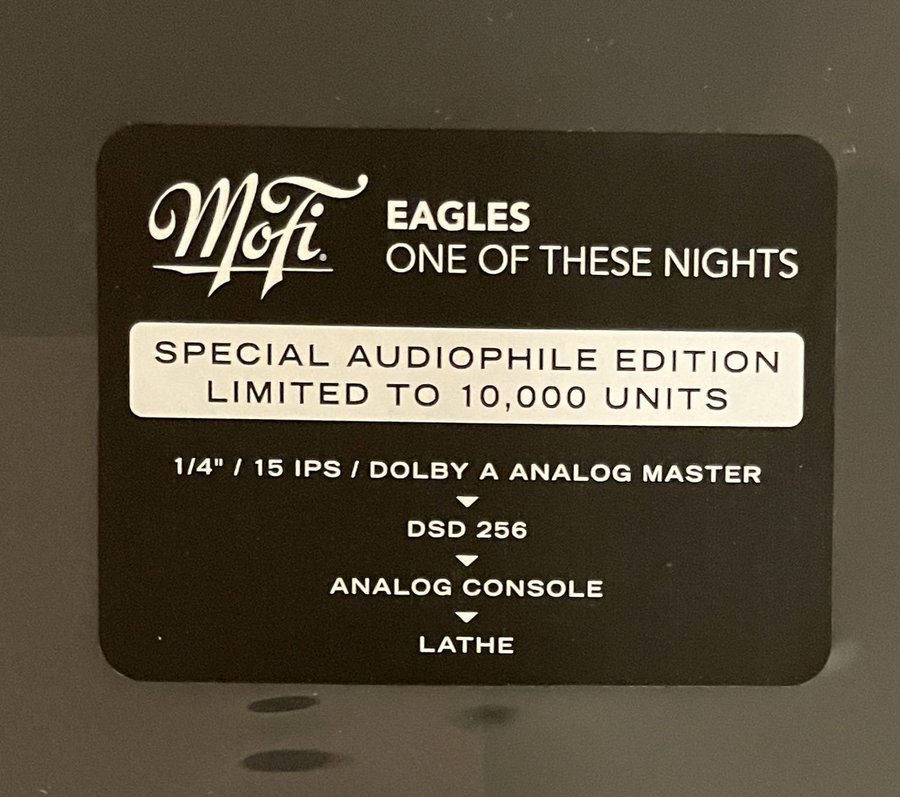 MoFi®
EAGLES
ONE OF THESE NIGHTS
SPECIAL AUDIOPHILE EDITION
LIMITED TO 10,000 UNITS
1/4" / 15 IPS / DOLBY A ANALOG MASTER
DSD 256
ANALOG CONSOLE
LATHE